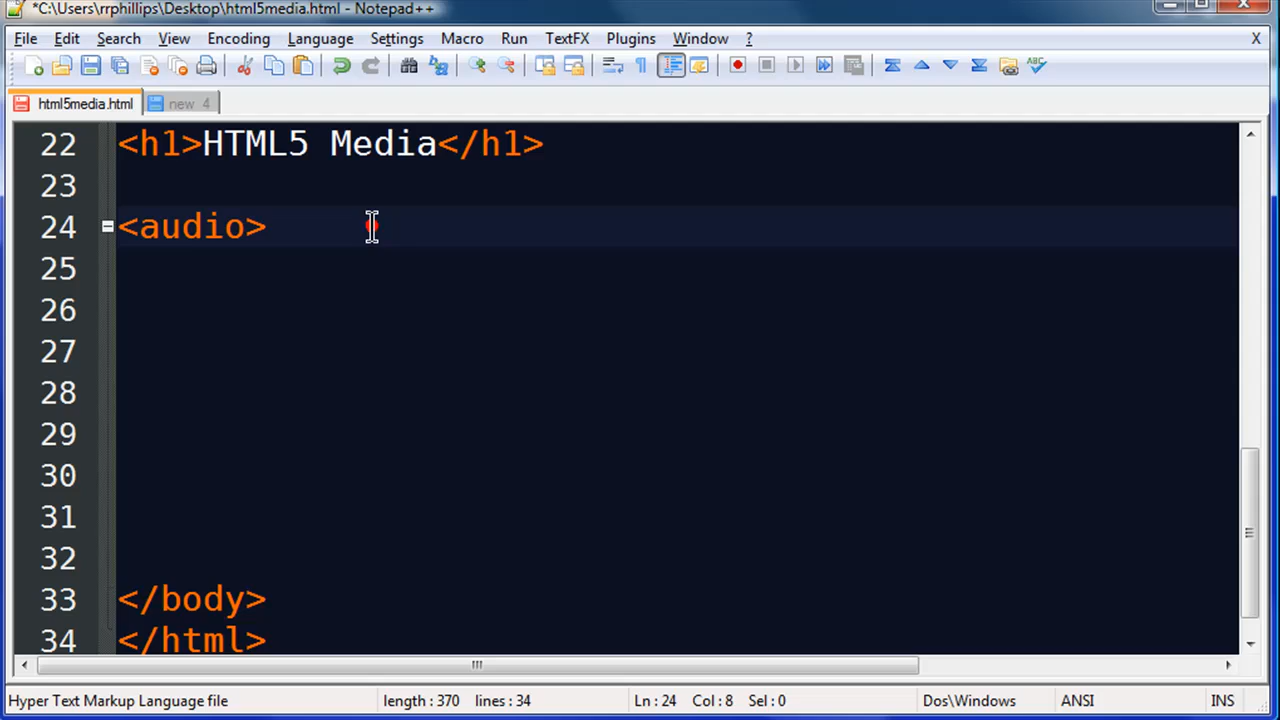 *C:\Users\rrphillips\Desktop\html5media.html - Notepad++
File Edit Search View Encoding Language Settings Macro Run TextFX Plugins Window ? X
html5media.html new 4
22 <h1>HTML5 Media</h1>
23
24 <audio>
25
26
27
28
29
30
31
32
33 </body>
34 </html>
Hyper Text Markup Language file length : 370 lines : 34 Ln : 24 Col : 8 Sel : 0 Dos\Windows ANSI INS